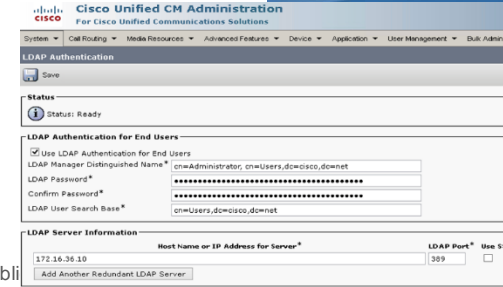 cisco
Cisco Unified CM Administration
For Cisco Unified Communications Solutions
System Call Routing Media Resources Advanced Features Device Application User Management Bulk Admin
LDAP Authentication
Save
Status
Status: Ready
LDAP Authentication for End Users
Use LDAP Authentication for End Users
LDAP Manager Distinguished Name* cn=Administrator, cn=Users,dc=cisco,dc=net
LDAP Password*
Confirm Password*
LDAP User Search Base* cn=Users,dc=cisco,dc=net
LDAP Server Information
Host Name or IP Address for Server* LDAP Port* Use S
172.16.36.10 389
bli Add Another Redundant LDAP Server